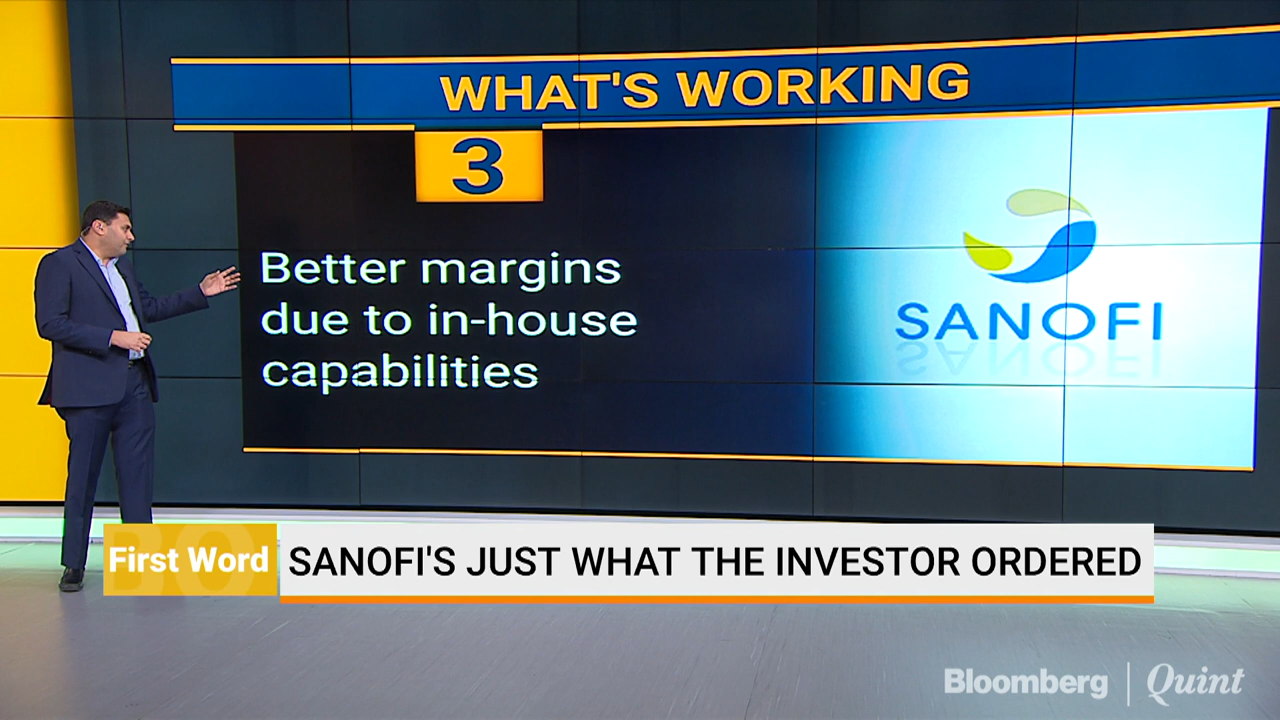 WHAT'S WORKING
3
Better margins
due to in-house
capabilities
SANOFI
First Word
SANOFI'S JUST WHAT THE INVESTOR ORDERED
Bloomberg | Quint